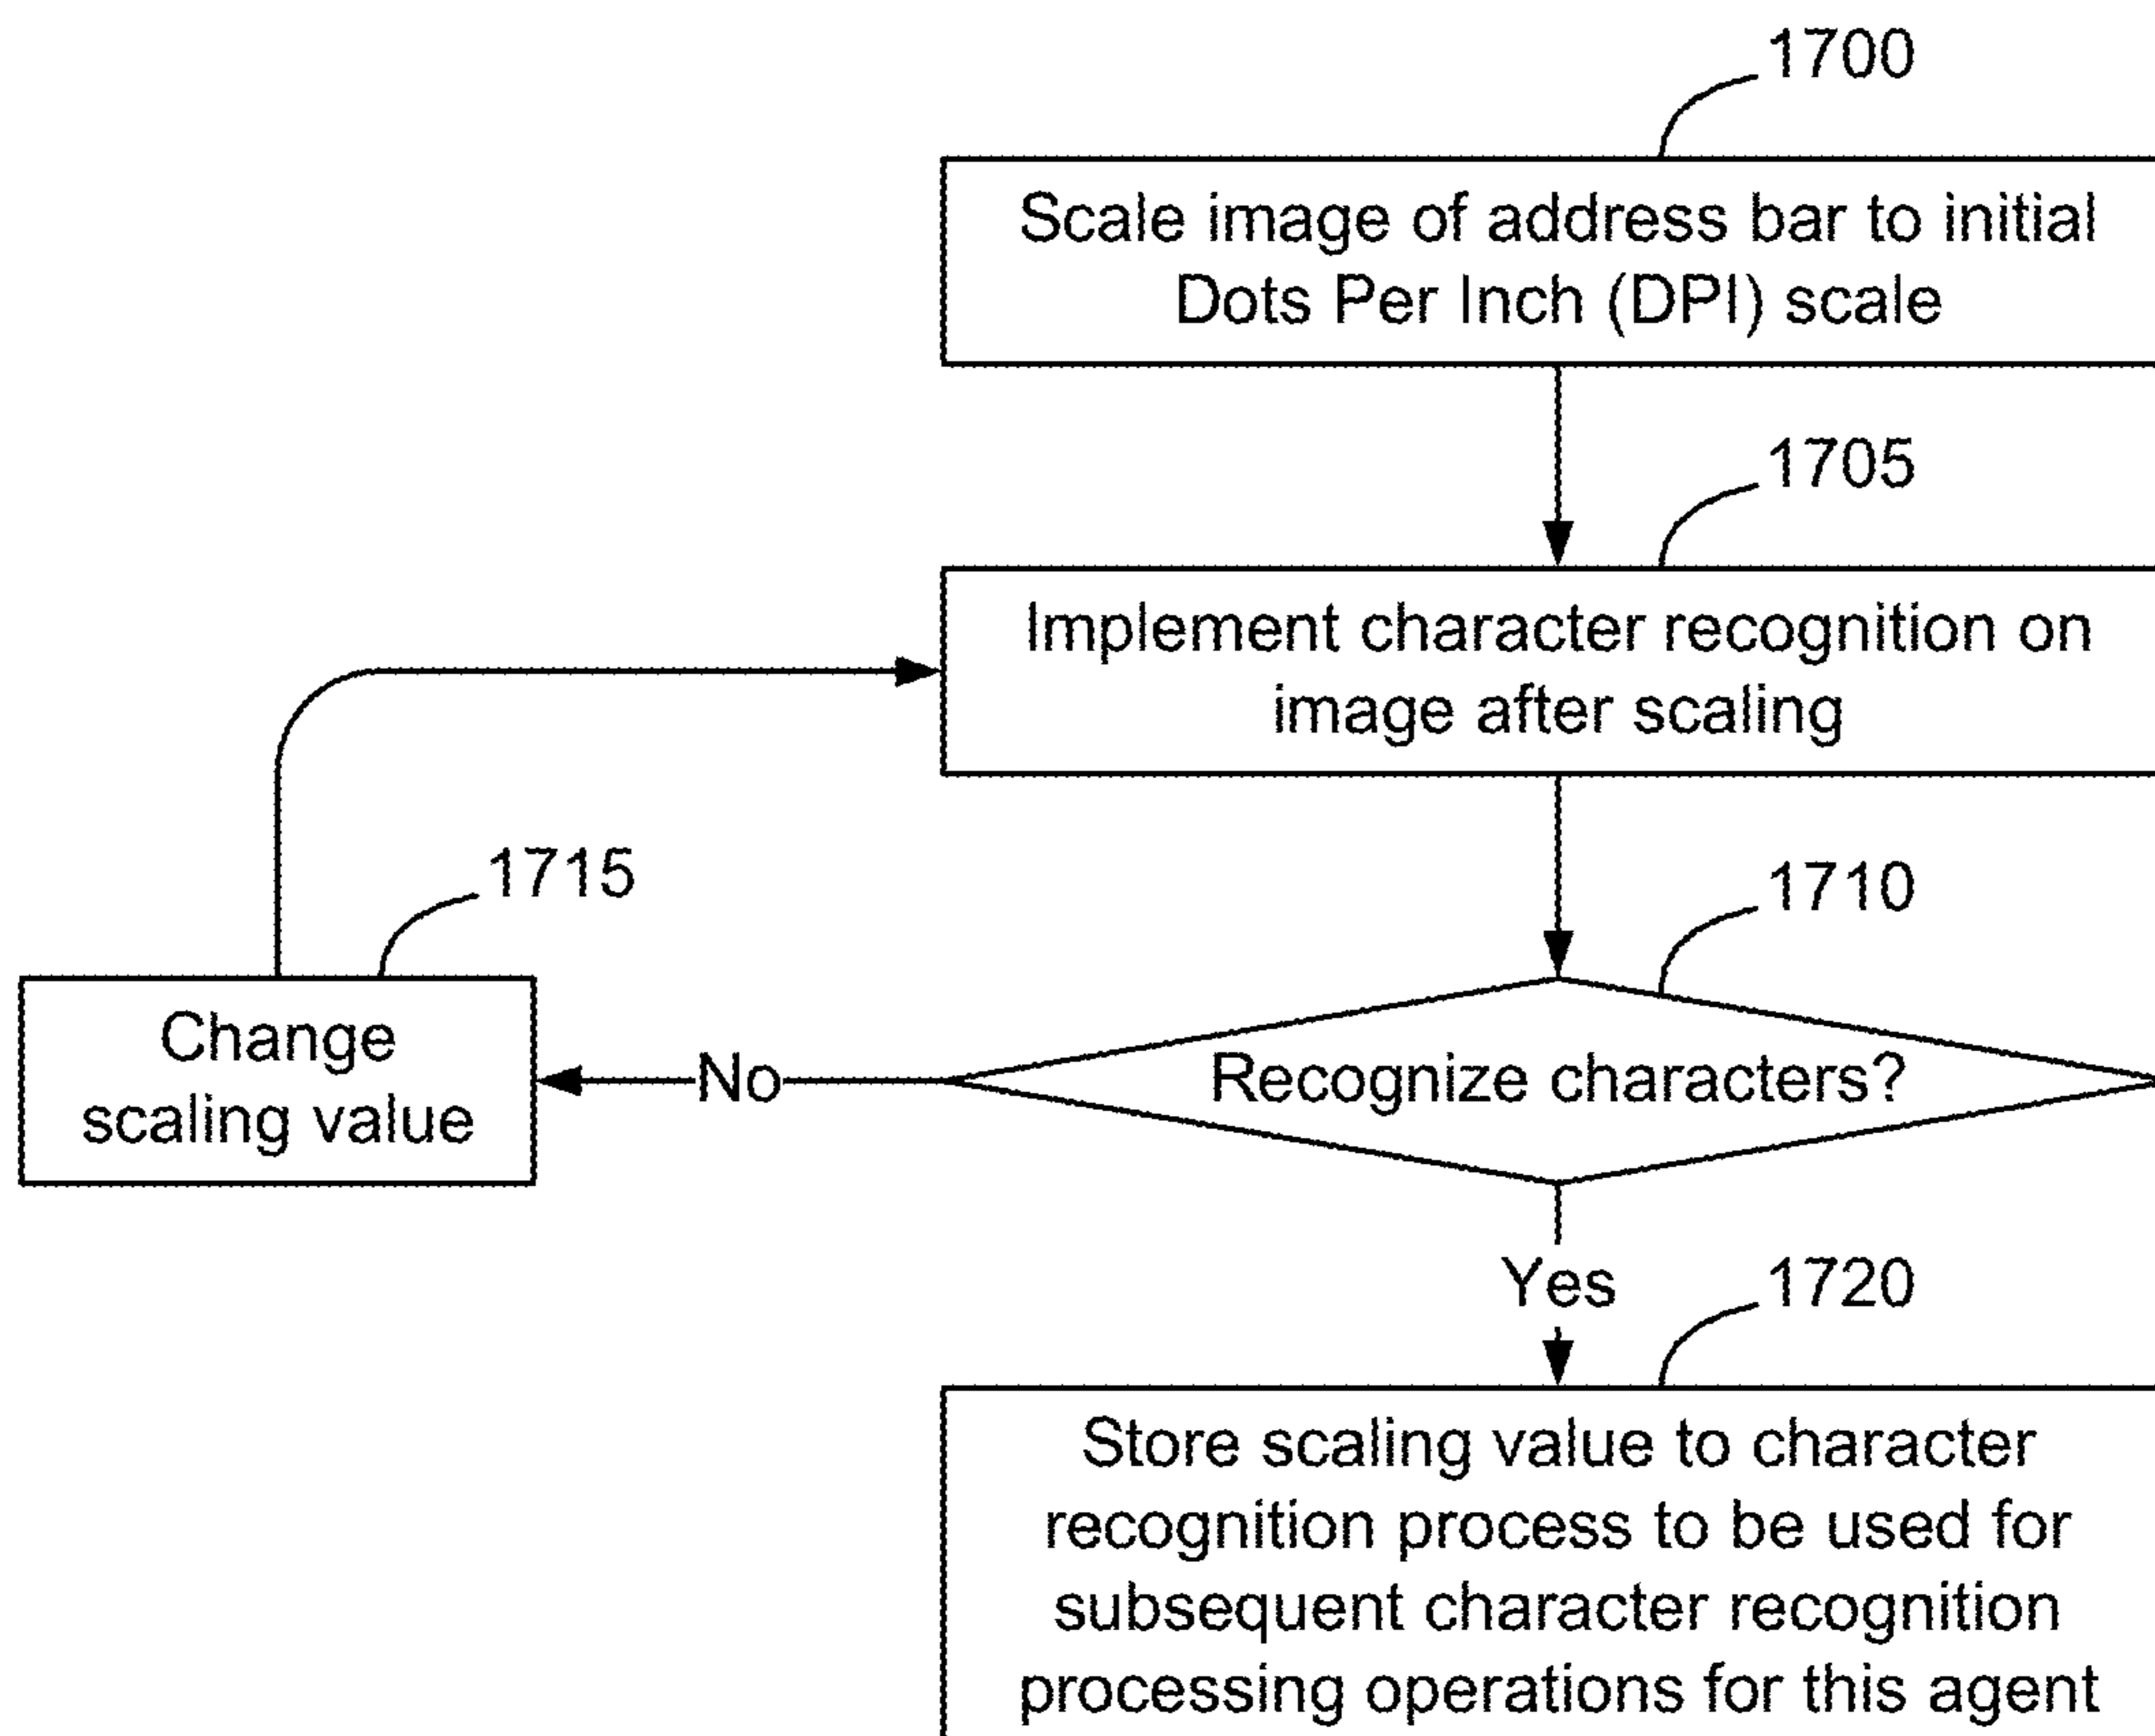 1700
Scale image of address bar to initial
Dots Per Inch (DPI) scale
1705
Implement character recognition on
image after scaling
1715
1710
Change
scaling value
No
Recognize characters?
Yes
1720
Store scaling value to character
recognition process to be used for
subsequent character recognition
processing operations for this agent